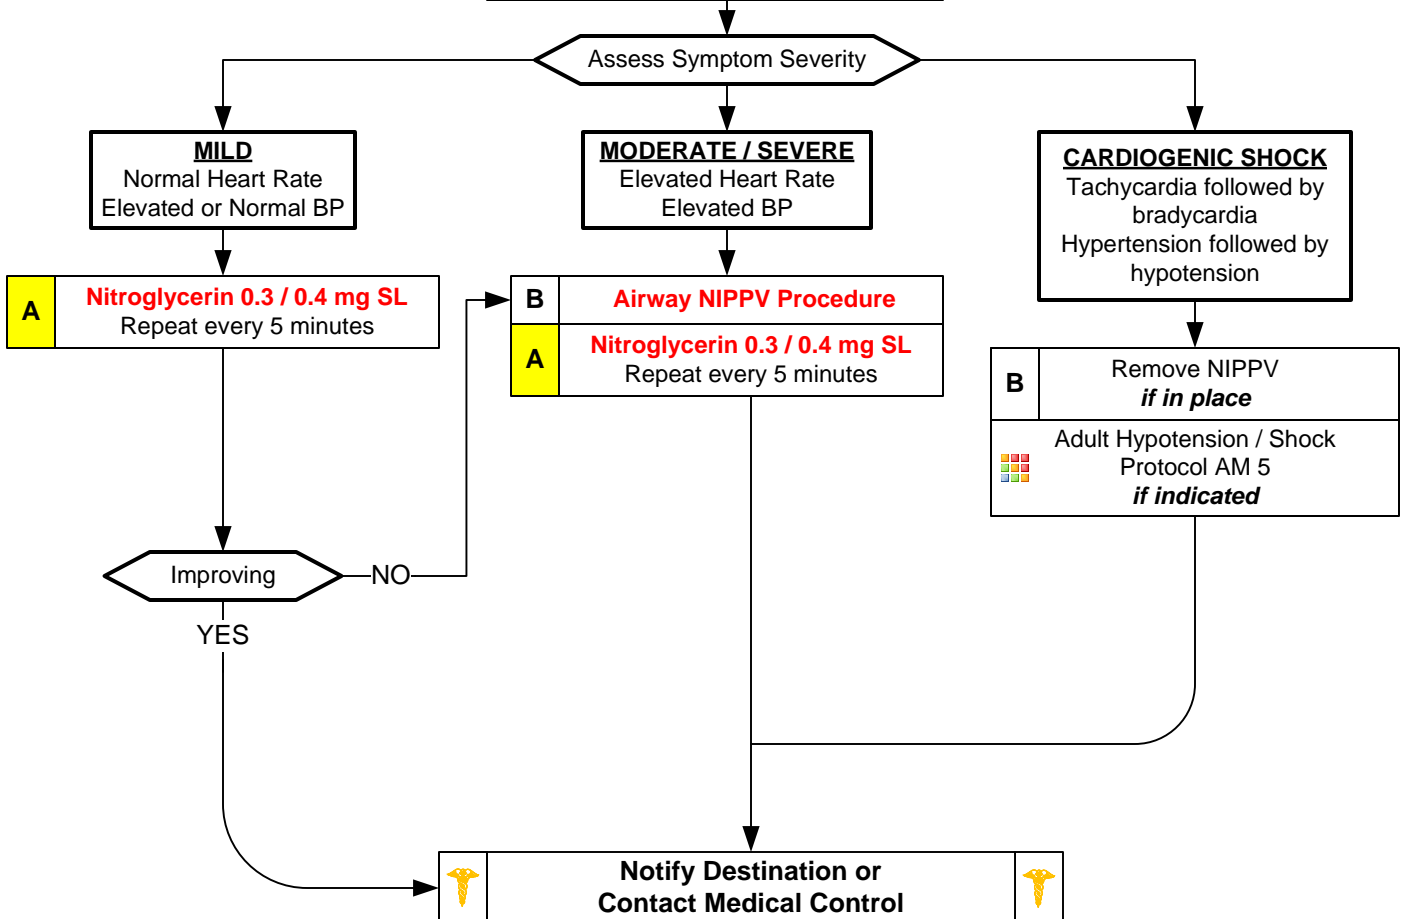 Assess Symptom Severity
MILD
Normal Heart Rate
Elevated or Normal BP
MODERATE / SEVERE
Elevated Heart Rate
Elevated BP
CARDIOGENIC SHOCK
Tachycardia followed by
bradycardia
Hypertension followed by
hypotension
A
Nitroglycerin 0.3 / 0.4 mg SL
Repeat every 5 minutes
B
Airway NIPPV Procedure
A
Nitroglycerin 0.3 / 0.4 mg SL
Repeat every 5 minutes
B
Remove NIPPV
if in place
Adult Hypotension / Shock
Protocol AM 5
if indicated
Improving
NO
YES
Notify Destination or
Contact Medical Control